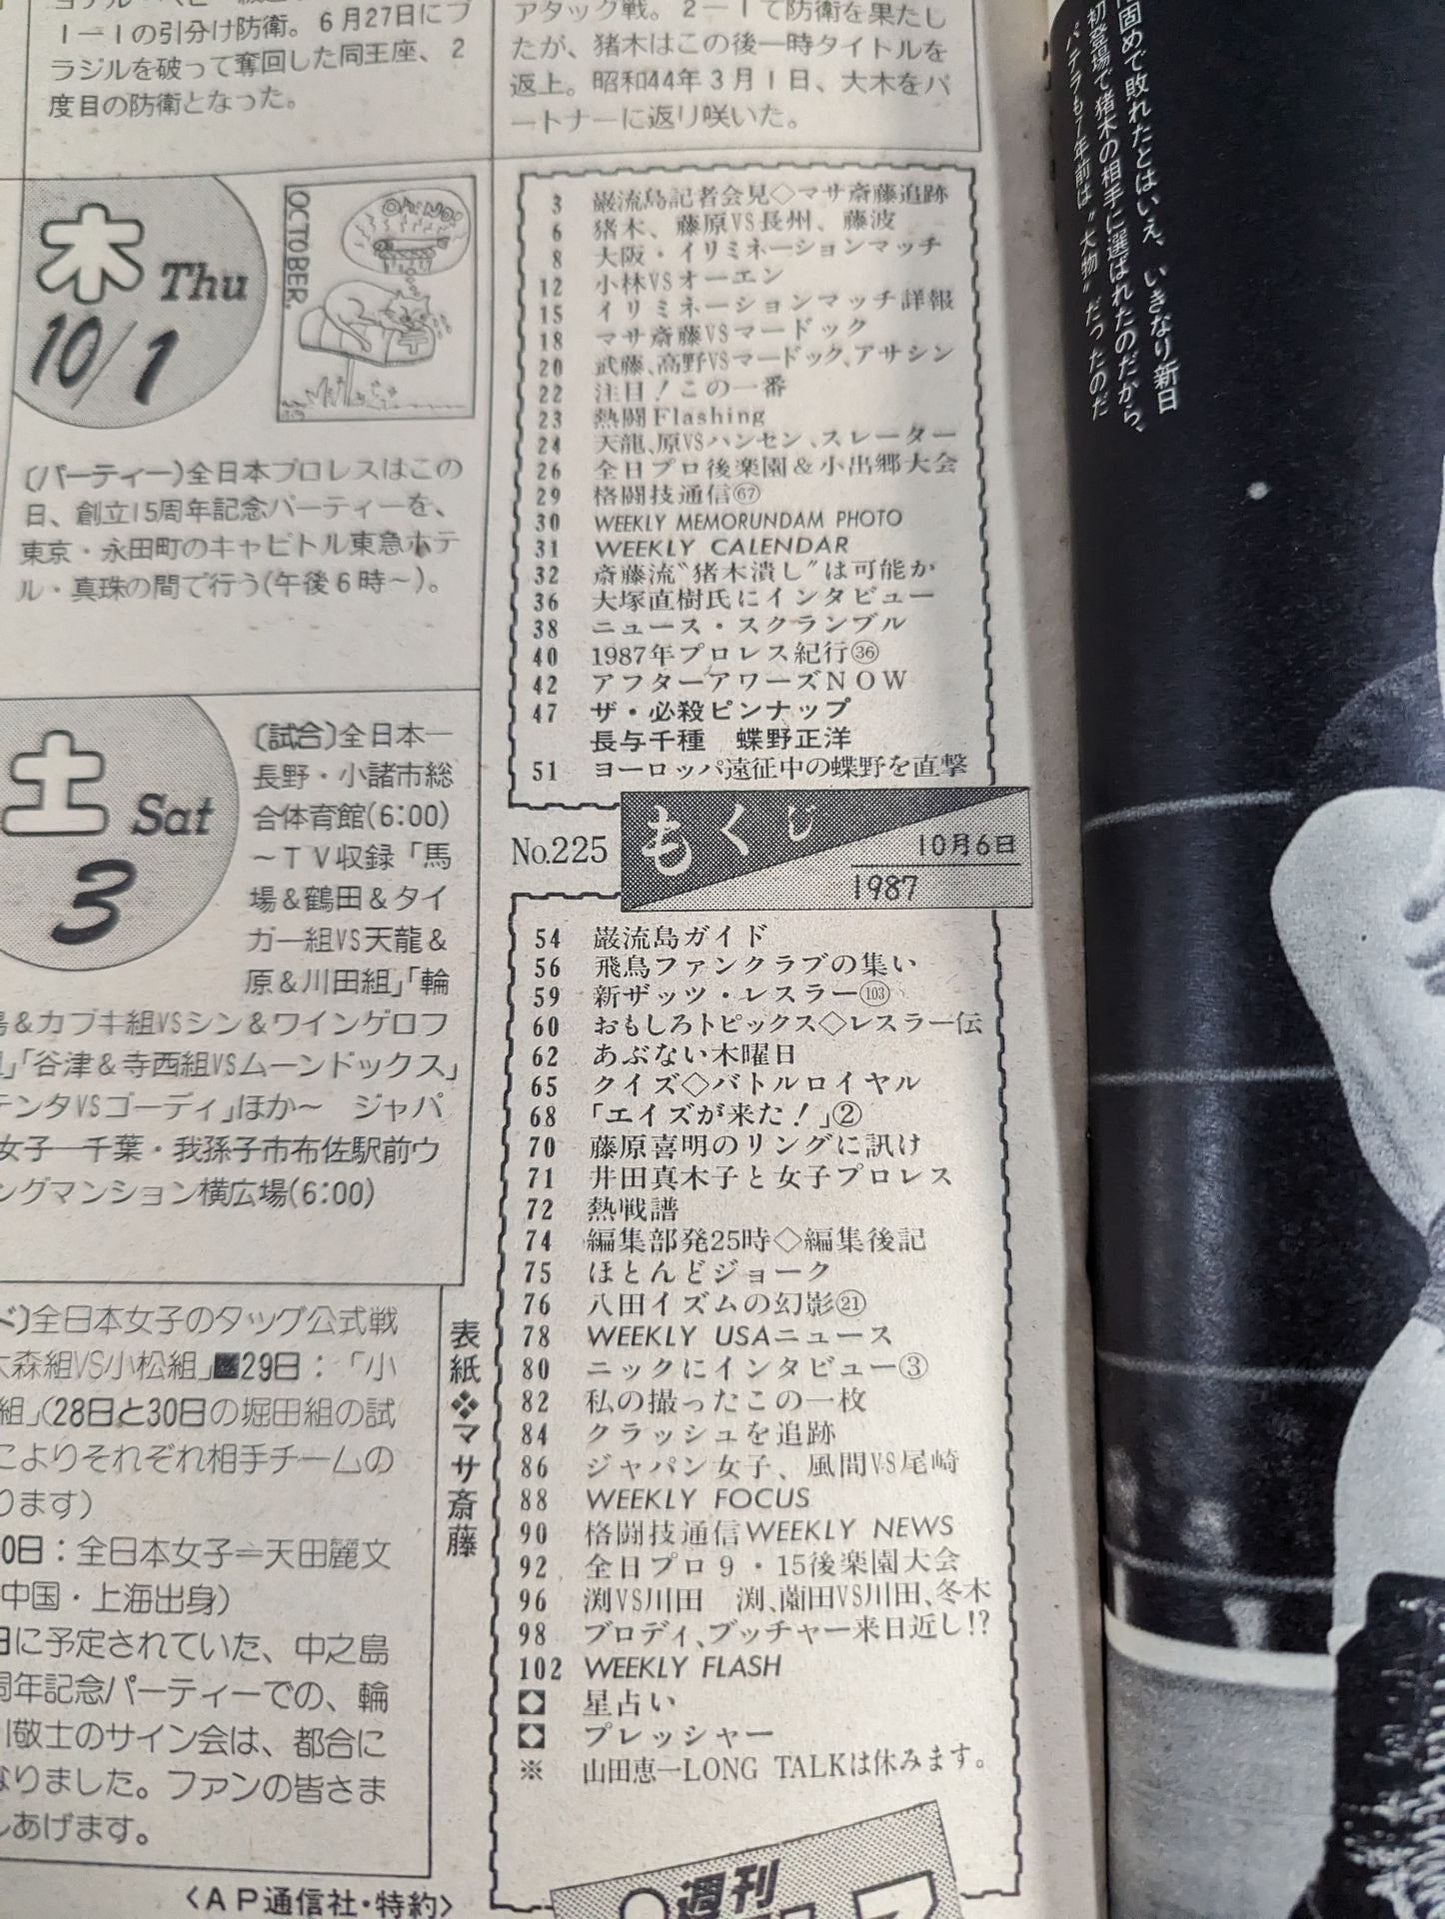 1―1の引分け防衛。6月27日にブ
ラジルを破って奪回した同王座、2
度目の防衛となった。
アタック戦。2―1で防衛を果たし
たが、猪木はこの後一時タイトルを
返上。昭和44年3月1日、大木をパ
ートナーに返り咲いた。
木 Thu
10/1
OCTOBER.
OH! NO!
〔パーティー〕全日本プロレスはこの
日、創立15周年記念パーティーを、
東京・永田町のキャピトル東急ホテ
ル・真珠の間で行う(午後6時~)。
土 Sat
3
〔試合〕全日本―
長野・小諸市総
合体育館(6:00)
~TV収録「馬
場&鶴田&タイ
ガー組VS天龍&
原&川田組」「輪
島&カブキ組VSシン&ワインゲロフ
」「谷津&寺西組VSムーンドックス」
テンタVSゴーディ」ほか~ ジャパ
女子―千葉・我孫子市布佐駅前ウ
ングマンション横広場(6:00)
〕全日本女子のタッグ公式戦
大森組VS小松組」■29日:「小
組」(28日と30日の堀田組の試
によりそれぞれ相手チームの
ります)
0日:全日本女子=天田麗文
中国・上海出身)
日に予定されていた、中之島
周年記念パーティーでの、輪
敬士のサイン会は、都合に
なりました。ファンの皆さま
しあげます。
<AP通信社・特約>
表紙❖マサ斎藤
3 巌流島記者会見◇マサ斎藤追跡
6 猪木、藤原VS長州、藤波
8 大阪・イリミネーションマッチ
12 小林VSオーエン
15 イリミネーションマッチ詳報
18 マサ斎藤VSマードック
20 武藤、高野VSマードック、アサシン
22 注目!この一番
23 熱闘Flashing
24 天龍、原VSハンセン、スレーター
26 全日プロ後楽園&小出郷大会
29 格闘技通信㊿67
30 WEEKLY MEMORUNDAM PHOTO
31 WEEKLY CALENDAR
32 斎藤流〝猪木潰し〟は可能か
36 大塚直樹氏にインタビュー
38 ニュース・スクランブル
40 1987年プロレス紀行㊱
42 アフターアワーズNOW
47 ザ・必殺ピンナップ
長与千種 蝶野正洋
51 ヨーロッパ遠征中の蝶野を直撃
No.225 もくじ 10月6日
1987
54 巌流島ガイド
56 飛鳥ファンクラブの集い
59 新ザッツ・レスラー(103)
60 おもしろトピックス◇レスラー伝
62 あぶない木曜日
65 クイズ◇バトルロイヤル
68 「エイズが来た!」②
70 藤原喜明のリングに訊け
71 井田真木子と女子プロレス
72 熱戦譜
74 編集部発25時◇編集後記
75 ほとんどジョーク
76 八田イズムの幻影㉑
78 WEEKLY USAニュース
80 ニックにインタビュー③
82 私の撮ったこの一枚
84 クラッシュを追跡
86 ジャパン女子、風間VS尾崎
88 WEEKLY FOCUS
90 格闘技通信WEEKLY NEWS
92 全日プロ9・15後楽園大会
96 渕VS川田 渕、薗田VS川田、冬木
98 ブロディ、ブッチャー来日近し!?
102 WEEKLY FLASH
◆ 星占い
◆ プレッシャー
※ 山田恵一LONG TALKは休みます。
週刊
固めで敗れたとはいえ、いきなり新日
初登場で猪木の相手に選ばれたのだから、
パテラも7年前は〝大物〟だったのだ